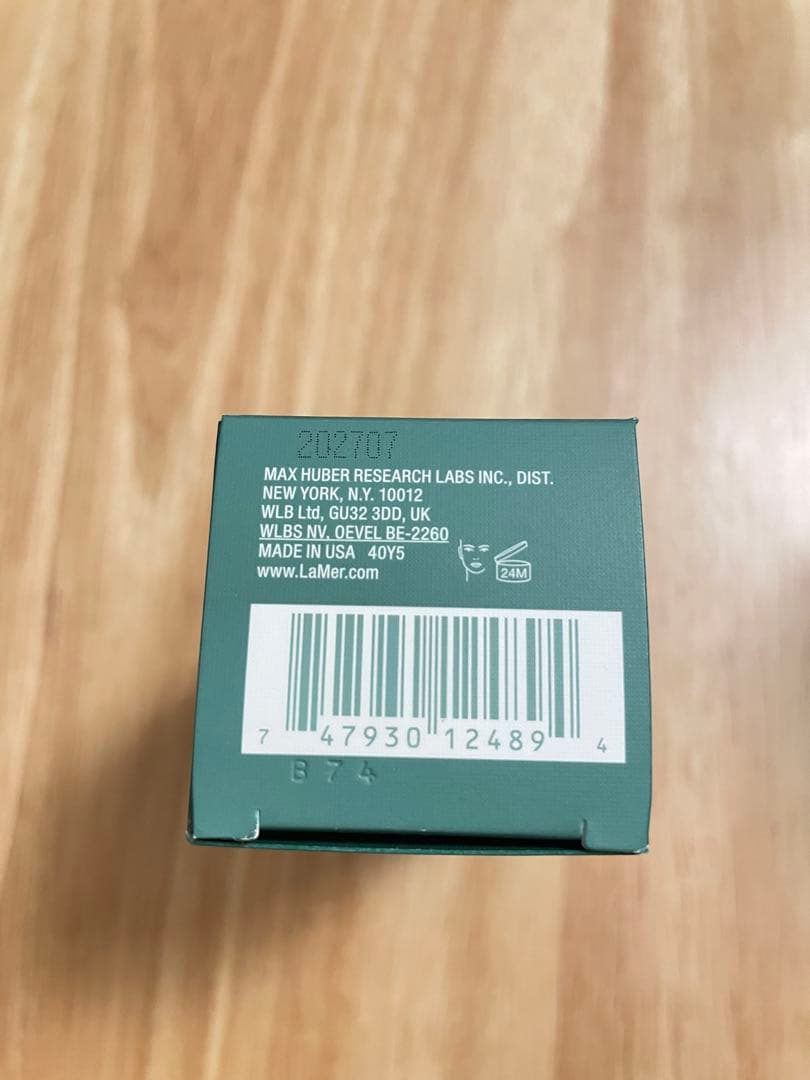 202707
MAX HUBER RESEARCH LABS INC., DIST.
NEW YORK, N.Y. 10012
WLB Ltd, GU32 3DD, UK
WLBS NV, OEVEL BE-2260
MADE IN USA 40Y5
www.LaMer.com
24M
7 47930 12489 4
B74